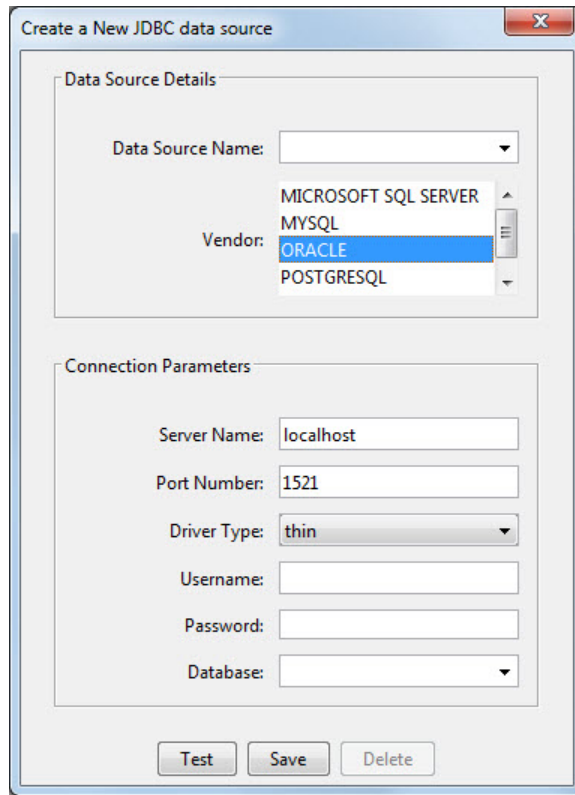 Create a New JDBC data source
Data Source Details
Data Source Name:
Vendor:
MICROSOFT SQL SERVER
MYSQL
ORACLE
POSTGRESQL
Connection Parameters
Server Name: localhost
Port Number: 1521
Driver Type: thin
Username:
Password:
Database:
Test Save Delete